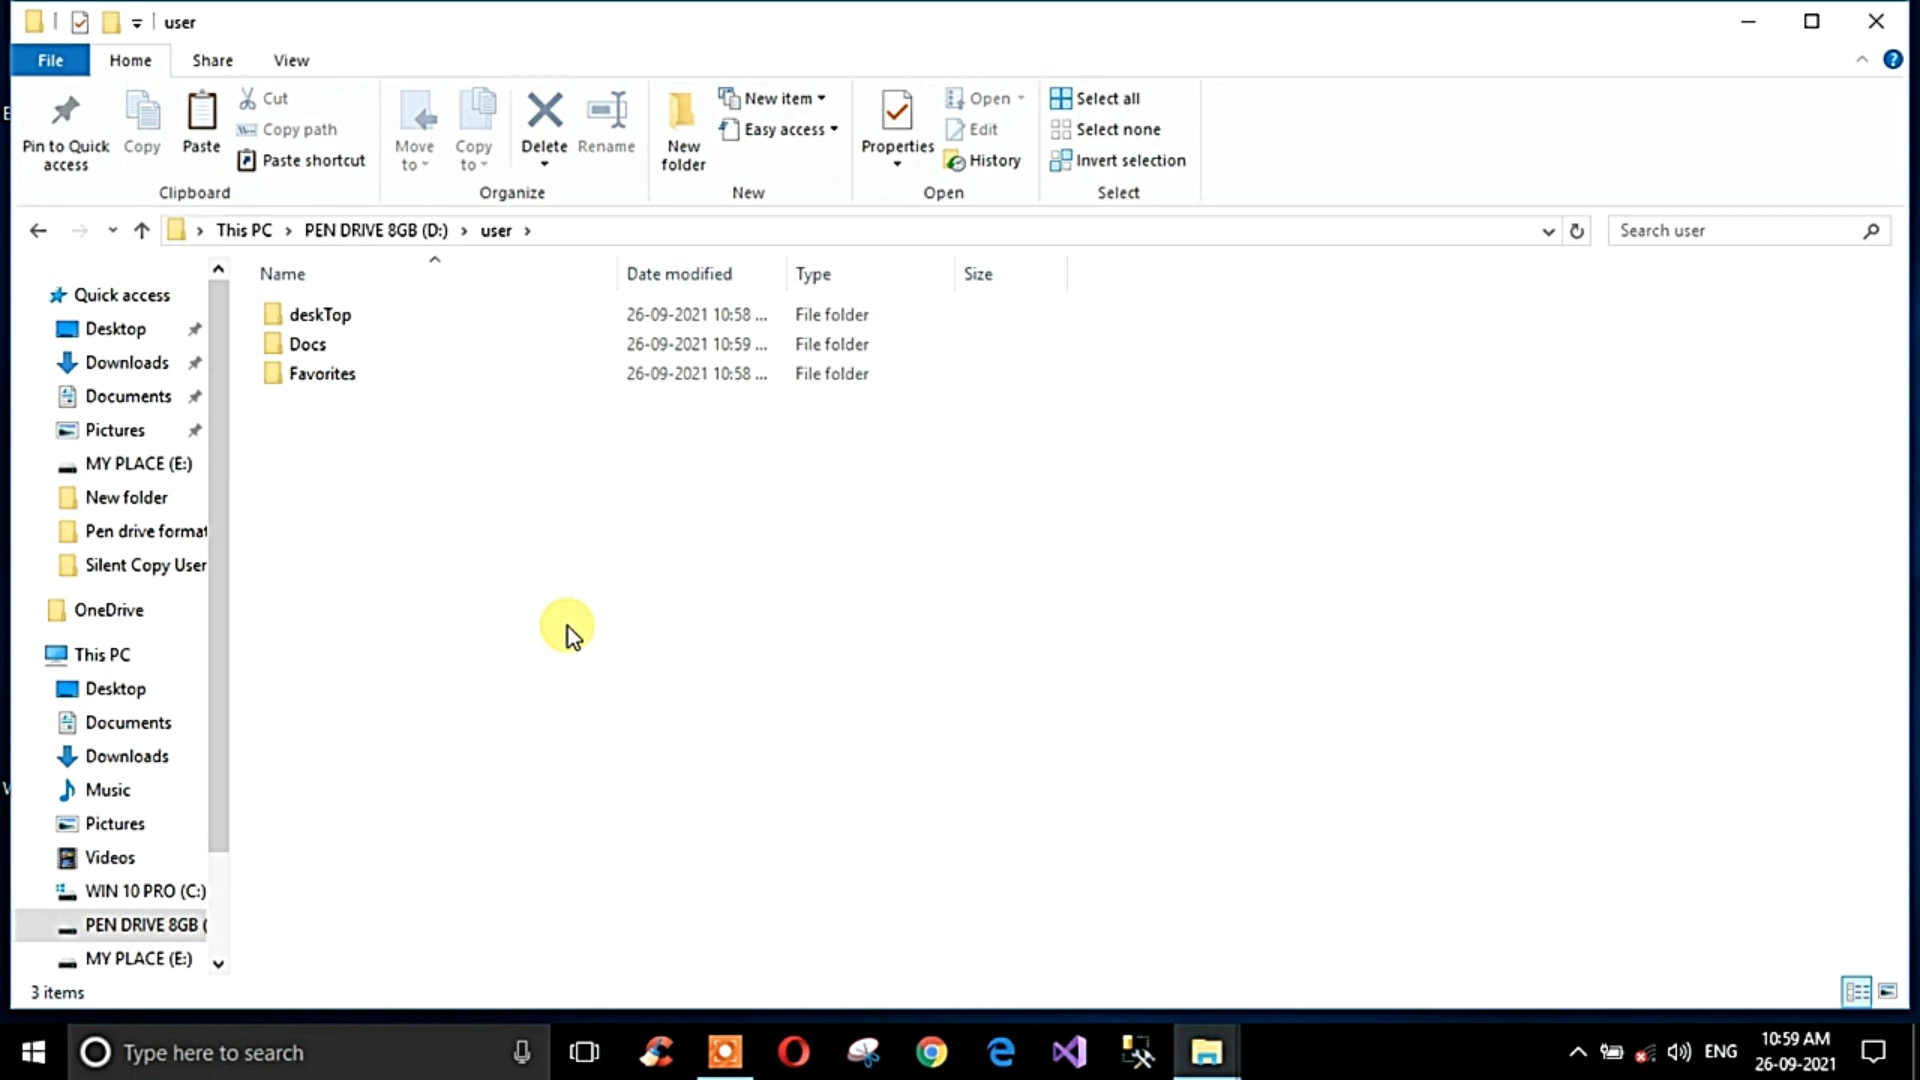 user
File Home Share View
Pin to Quick access
Copy
Paste
Cut
Copy path
Paste shortcut
Clipboard
Move to
Copy to
Delete
Rename
Organize
New folder
New item
Easy access
New
Properties
Open
Edit
History
Open
Select all
Select none
Invert selection
Select
This PC > PEN DRIVE 8GB (D:) > user >
Search user
Name Date modified Type Size
deskTop 26-09-2021 10:58 ... File folder
Docs 26-09-2021 10:59 ... File folder
Favorites 26-09-2021 10:58 ... File folder
Quick access
Desktop
Downloads
Documents
Pictures
MY PLACE (E:)
New folder
Pen drive format
Silent Copy User
OneDrive
This PC
Desktop
Documents
Downloads
Music
Pictures
Videos
WIN 10 PRO (C:)
PEN DRIVE 8GB (
MY PLACE (E:)
3 items
Type here to search
ENG
10:59 AM
26-09-2021